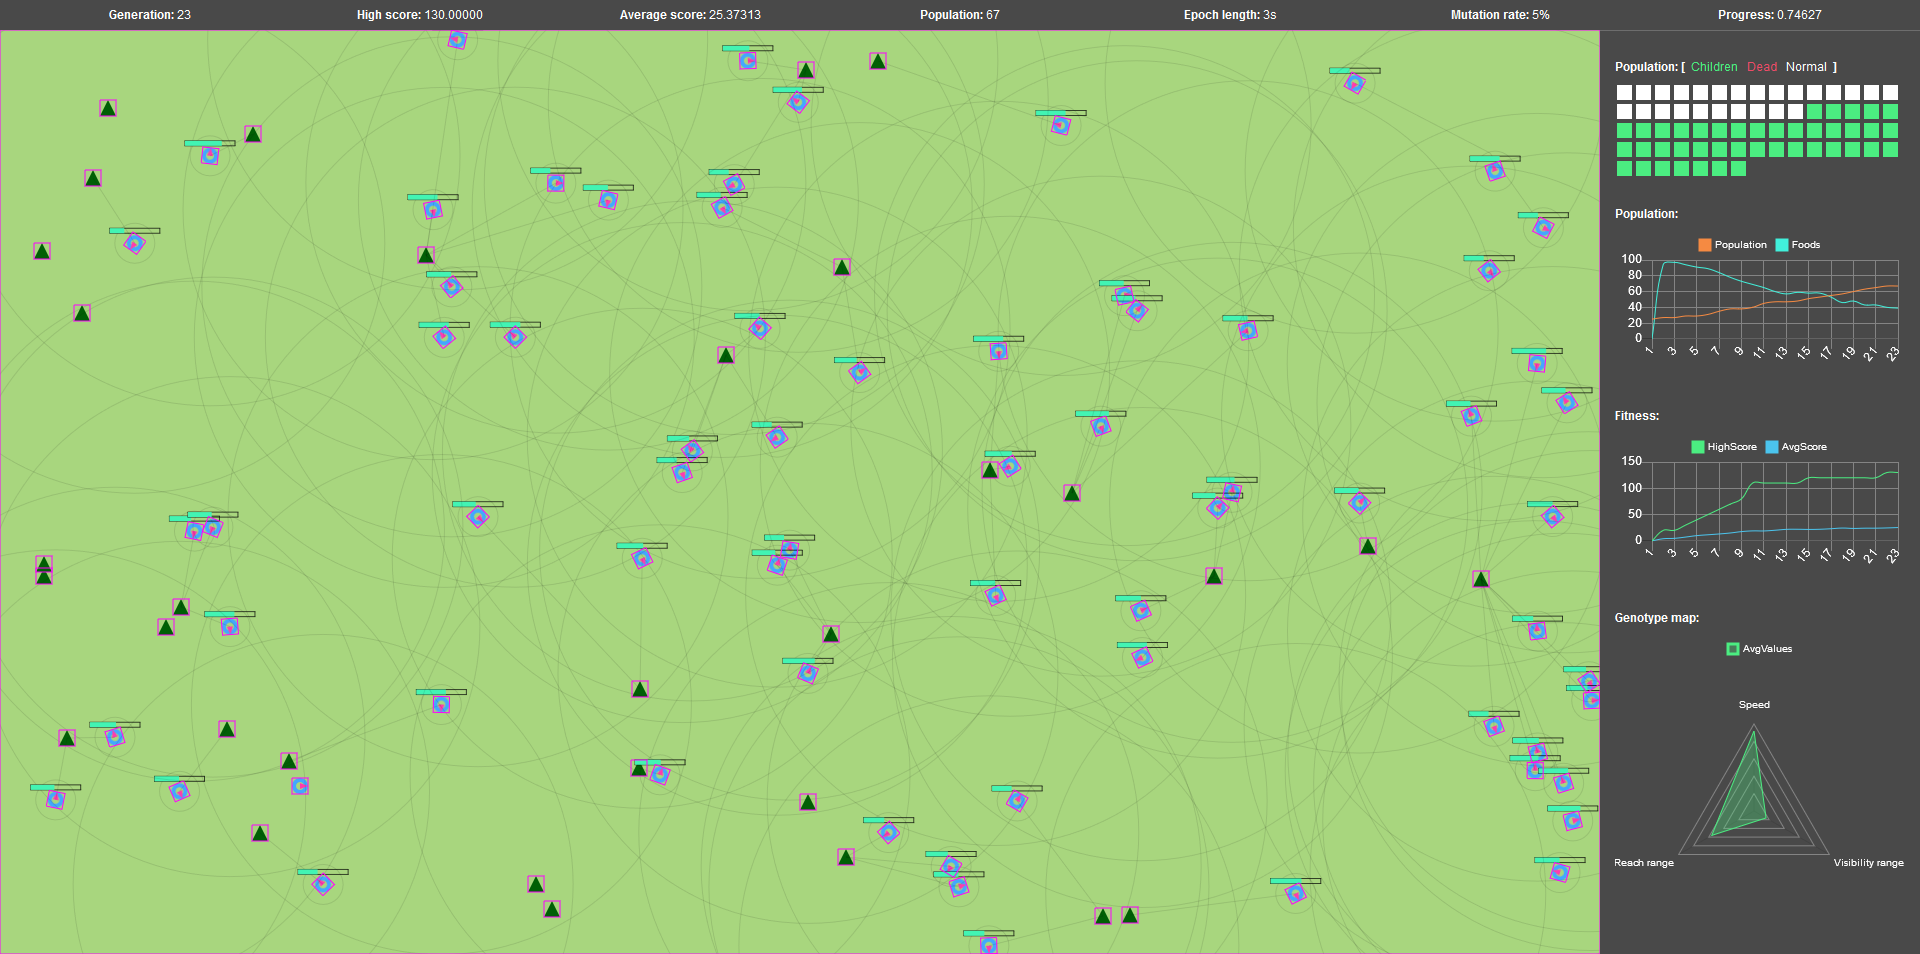 Generation: 23 High score: 130.00000 Average score: 25.37313 Population: 67 Epoch length: 3s Mutation rate: 5% Progress: 0.74627
Population: [ Children Dead Normal ]
Population:
Population Foods
100
80
60
40
20
0
1 3 5 7 9 11 13 15 17 19 21 23
Fitness:
HighScore AvgScore
150
100
50
0
1 3 5 7 9 11 13 15 17 19 21 23
Genotype map:
AvgValues
Speed
Reach range Visibility range